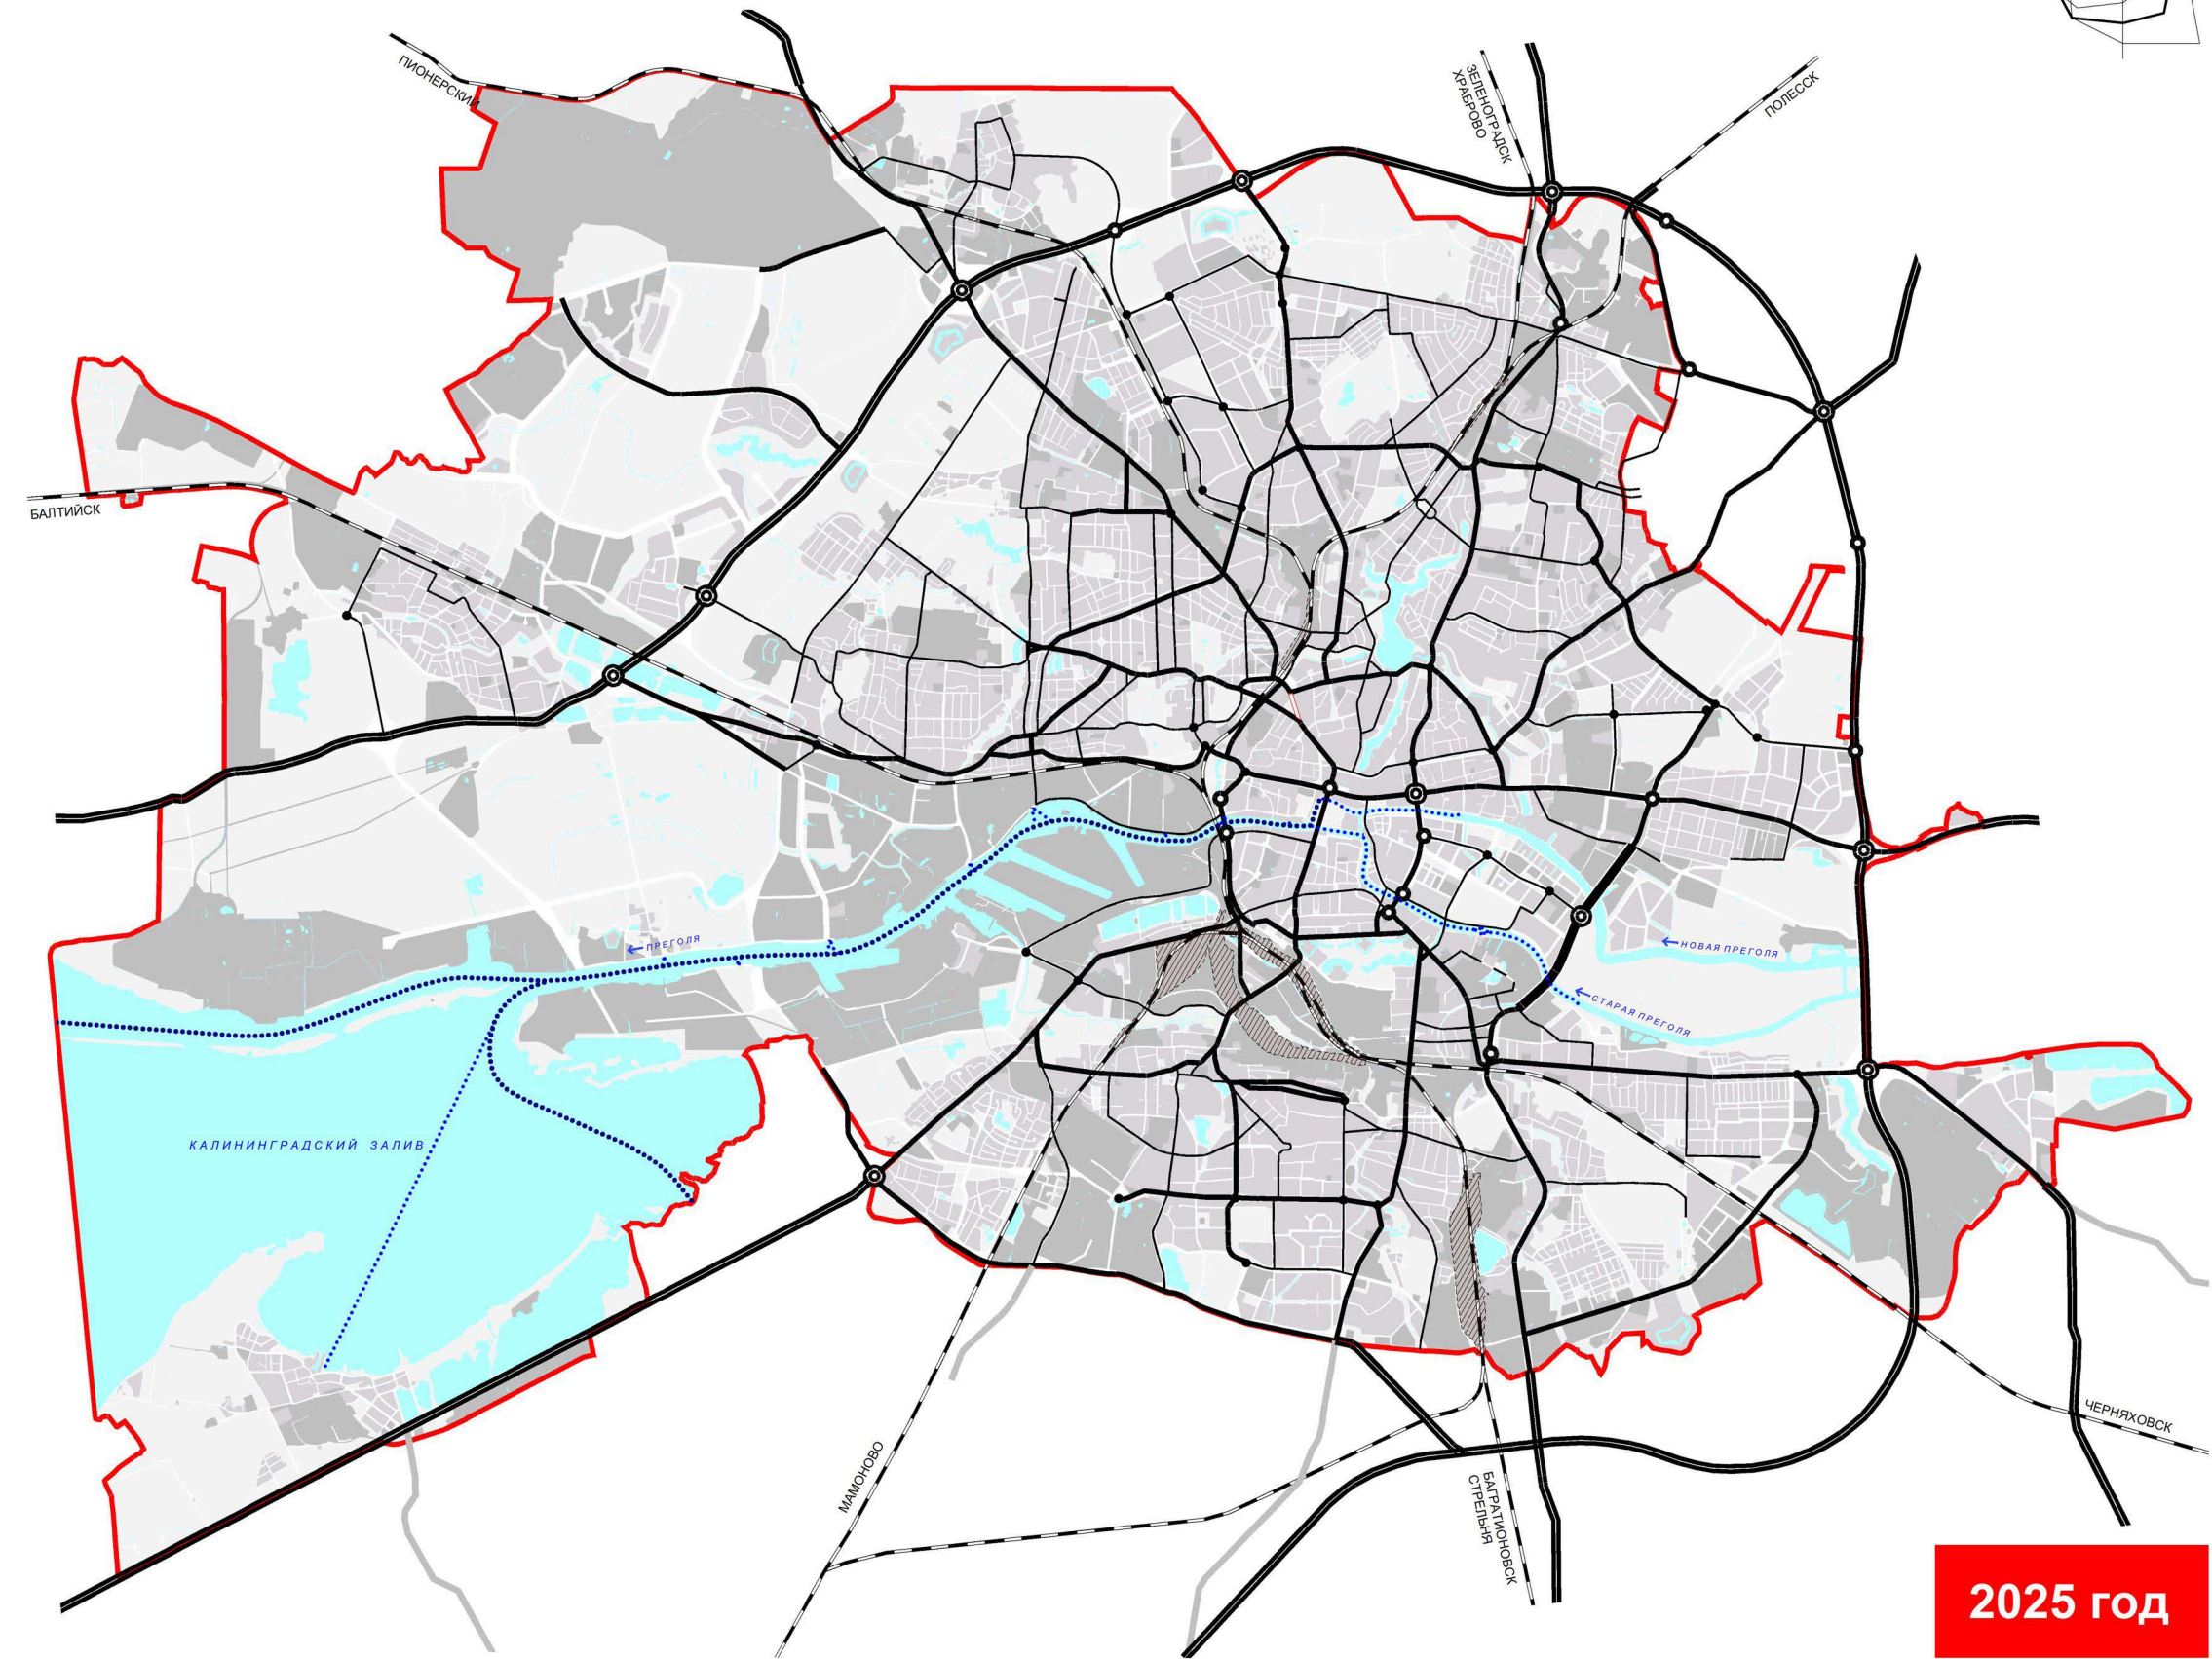 ПИОНЕРСКИЙ
ЗЕЛЕНОГРАДСК
ХРАБРОВО
ПОЛЕССК
БАЛТИЙСК
ПРЕГОЛЯ
НОВАЯ ПРЕГОЛЯ
СТАРАЯ ПРЕГОЛЯ
КАЛИНИНГРАДСКИЙ ЗАЛИВ
МАМОНОВО
БАГРАТИОНОВСК
СТРЕЛЬНЯ
ЧЕРНЯХОВСК
2025 год